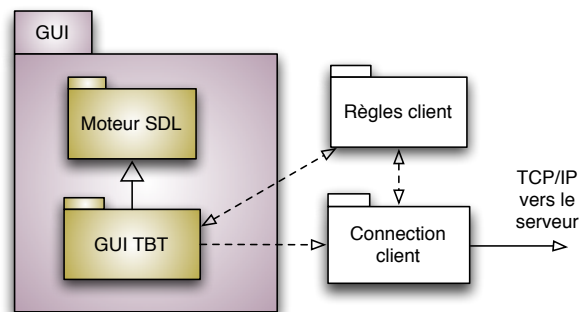 GUI
Moteur SDL
Règles client
TCP/IP
vers le
serveur
GUI TBT
Connection
client